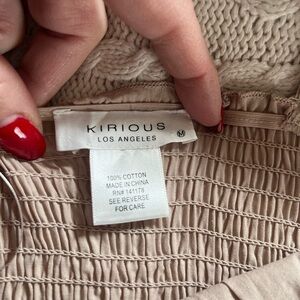 KIRIOUS
LOS ANGELES
M
100% COTTON
MADE IN CHINA
RN# 141178
SEE REVERSE
FOR CARE